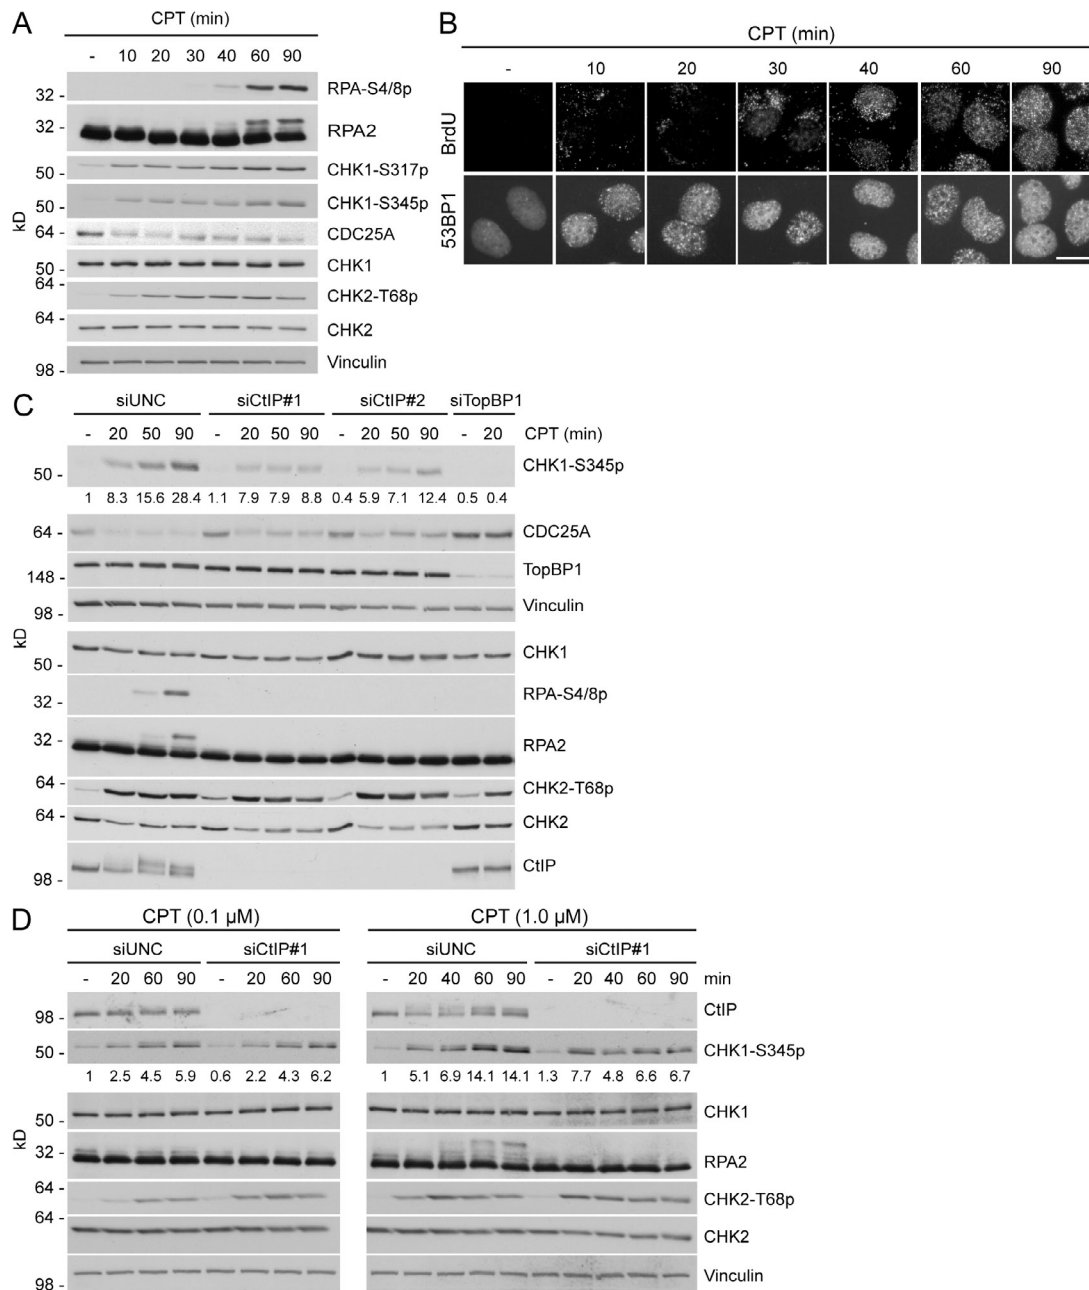 A
CPT (min)
- 10 20 30 40 60 90
32 - RPA-S4/8p
32 - RPA2
50 - CHK1-S317p
50 - CHK1-S345p
64 - CDC25A
50 - CHK1
64 -
CHK2-T68p
64 -
CHK2
98 - Vinculin
kD
B
CPT (min)
- 10 20 30 40 60 90
BrdU
53BP1
C
siUNC siCtIP#1 siCtIP#2 siTopBP1
- 20 50 90 - 20 50 90 - 20 50 90 - 20 CPT (min)
50 - CHK1-S345p
1 8.3 15.6 28.4 1.1 7.9 7.9 8.8 0.4 5.9 7.1 12.4 0.5 0.4
64 - CDC25A
148 - TopBP1
98 - Vinculin
kD
50 - CHK1
32 - RPA-S4/8p
32 - RPA2
64 - CHK2-T68p
64 - CHK2
98 - CtIP
D
CPT (0.1 µM) CPT (1.0 µM)
siUNC siCtIP#1 siUNC siCtIP#1
- 20 60 90 - 20 60 90 - 20 40 60 90 - 20 40 60 90 min
98 - CtIP
50 - CHK1-S345p
1 2.5 4.5 5.9 0.6 2.2 4.3 6.2 1 5.1 6.9 14.1 14.1 1.3 7.7 4.8 6.6 6.7
50 - CHK1
kD
32 - RPA2
64 - CHK2-T68p
64 - CHK2
98 - Vinculin